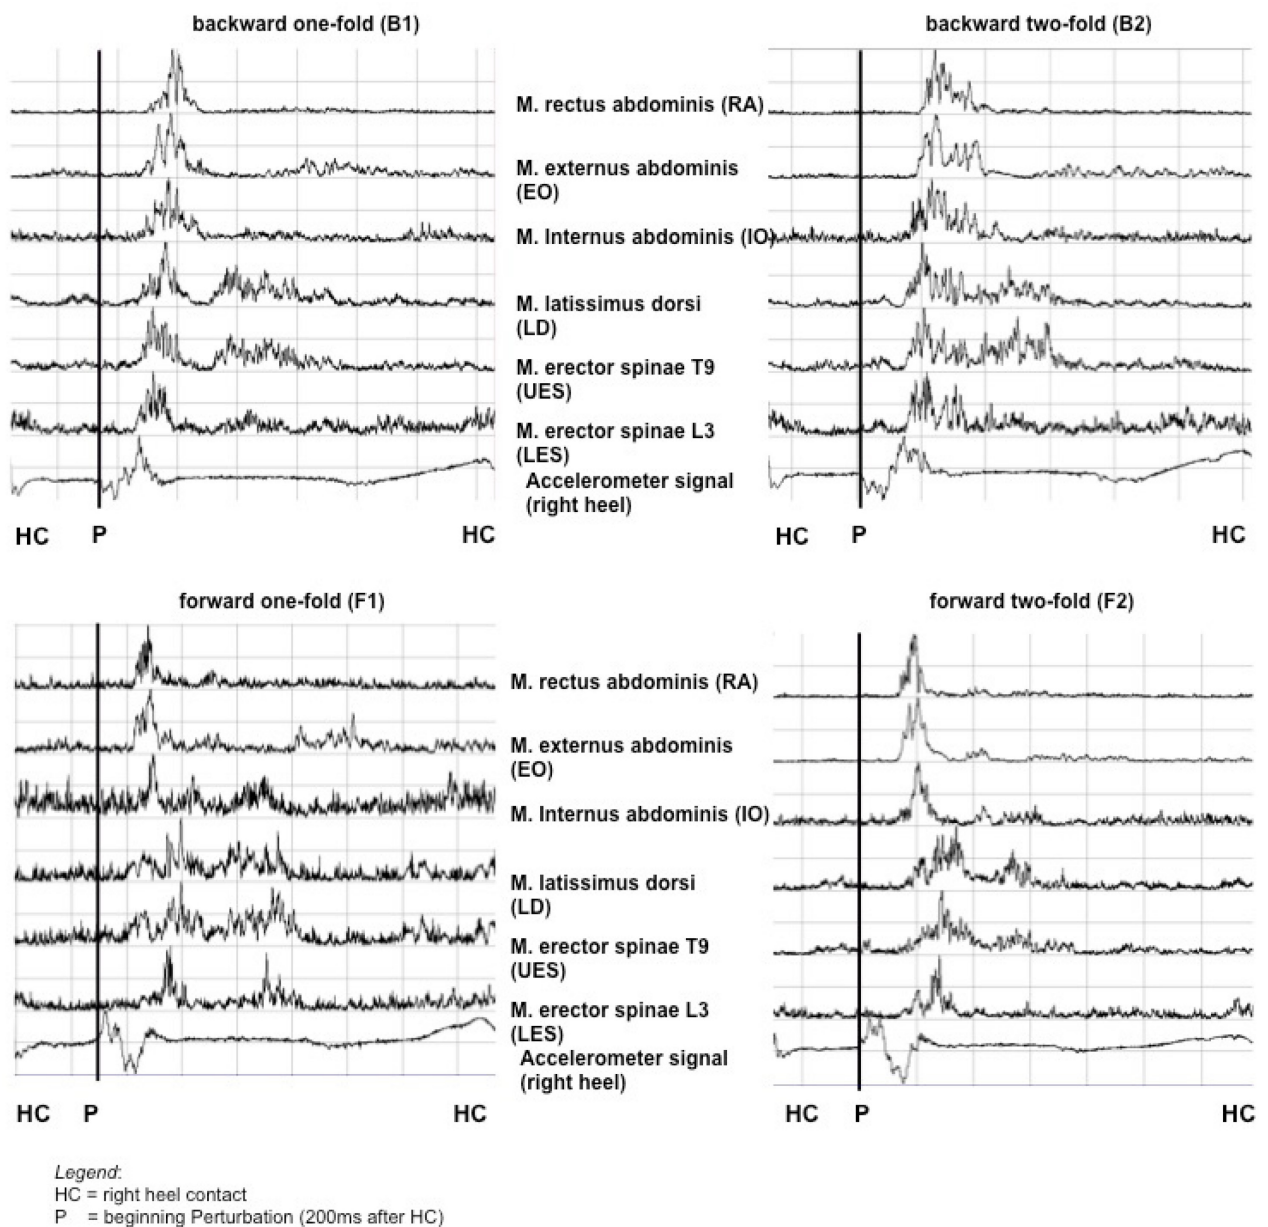 backward one-fold (B1)
backward two-fold (B2)
M. rectus abdominis (RA)
M. externus abdominis
(EO)
M. Internus abdominis (IO)
M. latissimus dorsi
(LD)
M. erector spinae T9
(UES)
M. erector spinae L3
(LES)
Accelerometer signal
(right heel)
HC P HC
HC P HC
forward one-fold (F1)
forward two-fold (F2)
M. rectus abdominis (RA)
M. externus abdominis
(EO)
M. Internus abdominis (IO)
M. latissimus dorsi
(LD)
M. erector spinae T9
(UES)
M. erector spinae L3
(LES)
Accelerometer signal
(right heel)
HC P HC
HC P HC
Legend:
HC = right heel contact
P = beginning Perturbation (200ms after HC)